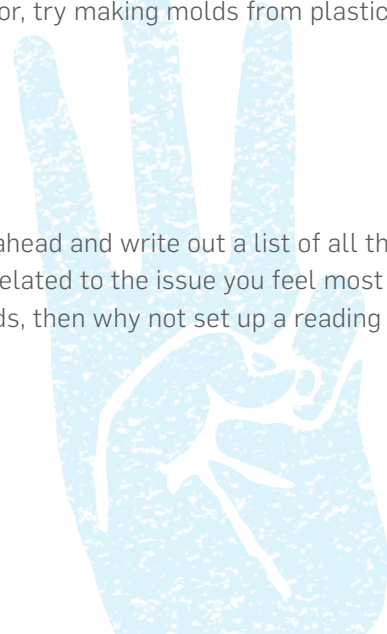 or, try making molds from plastic
ahead and write out a list of all th
elated to the issue you feel most
ds, then why not set up a reading